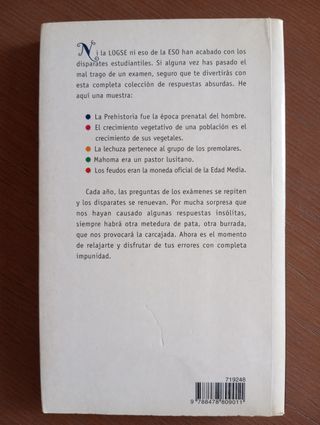 Ni la LOGSE ni eso de la ESO han acabado con los
disparates estudiantiles. Si alguna vez has pasado el
mal trago de un examen, seguro que te divertirás con
esta completa colección de respuestas absurdas. He
aquí una muestra:
● La Prehistoria fue la época prenatal del hombre.
● El crecimiento vegetativo de una población es el
crecimiento de sus vegetales.
● La lechuza pertenece al grupo de los premolares.
● Mahoma era un pastor lusitano.
● Los feudos eran la moneda oficial de la Edad Media.
Cada año, las preguntas de los exámenes se repiten
y los disparates se renuevan. Por mucha sorpresa que
nos hayan causado algunas respuestas insólitas,
siempre habrá otra metedura de pata, otra burrada,
que nos provocará la carcajada. Ahora es el momento
de relajarte y disfrutar de tus errores con completa
impunidad.
719246
9 788478 809011